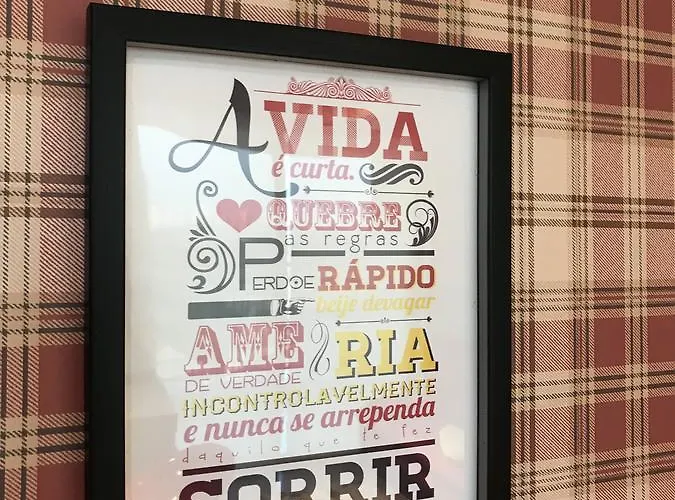 A VIDA
é curta.
QUEBRE
as regras
PERDOE RÁPIDO
beije devagar
AME RIA
DE VERDADE
INCONTROLAVELMENTE
e nunca se arrependa
daquilo que te fez
SORRIR